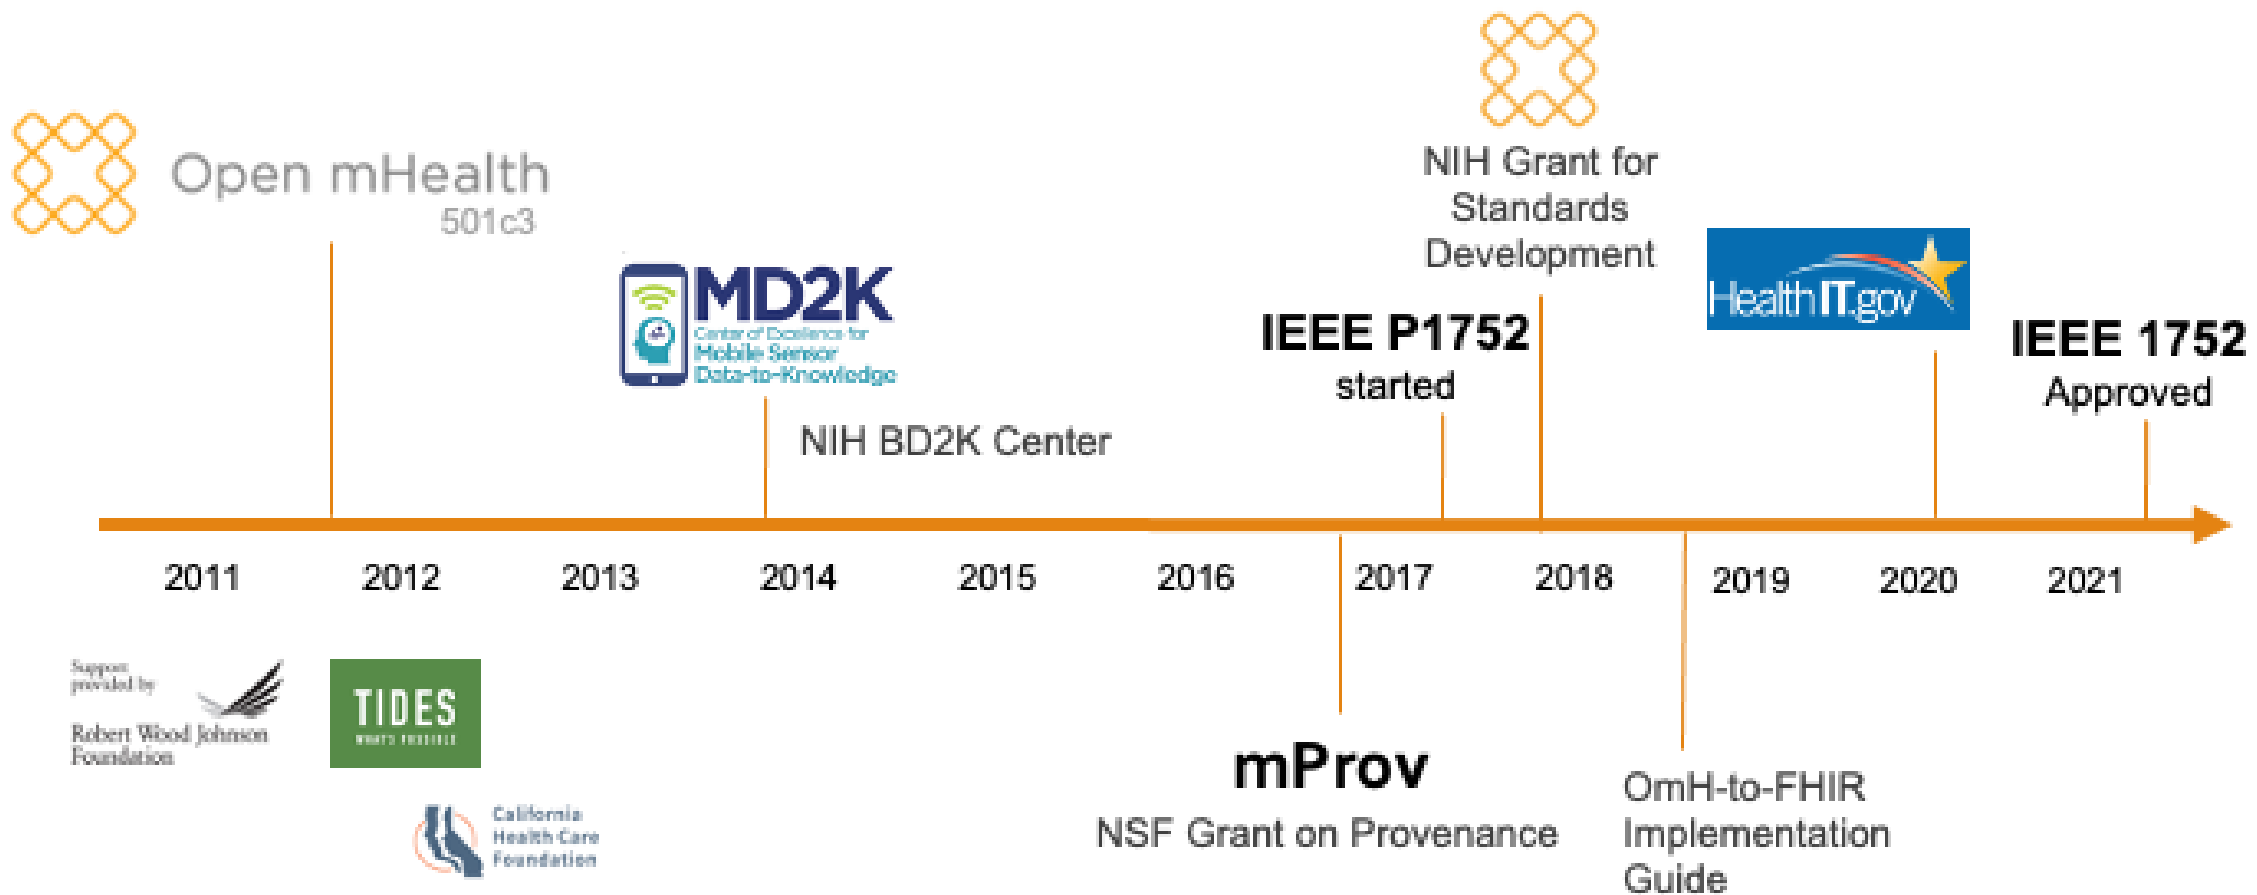 Open mHealth
501c3
MD2K
Center of Excellence for
Mobile Sensor
Data-to-Knowledge
NIH BD2K Center
IEEE P1752
started
NIH Grant for
Standards
Development
HealthIT.gov
IEEE 1752
Approved
2011
2012
2013
2014
2015
2016
2017
2018
2019
2020
2021
Support
provided by
Robert Wood Johnson
Foundation
TIDES
WHAT'S POSSIBLE
California
Health Care
Foundation
mProv
NSF Grant on Provenance
OmH-to-FHIR
Implementation
Guide